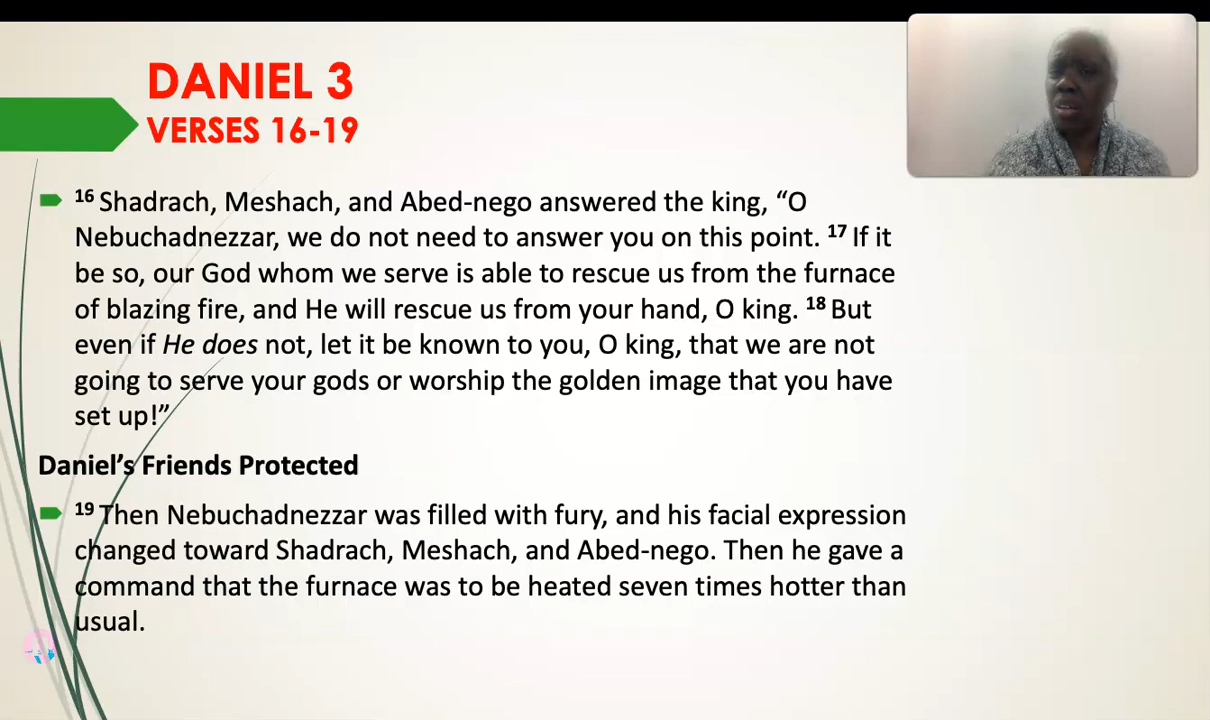 DANIEL 3
VERSES 16-19
16 Shadrach, Meshach, and Abed-nego answered the king, “O
Nebuchadnezzar, we do not need to answer you on this point. 17 If it
be so, our God whom we serve is able to rescue us from the furnace
of blazing fire, and He will rescue us from your hand, O king. 18 But
even if He does not, let it be known to you, O king, that we are not
going to serve your gods or worship the golden image that you have
set up!”
Daniel’s Friends Protected
19 Then Nebuchadnezzar was filled with fury, and his facial expression
changed toward Shadrach, Meshach, and Abed-nego. Then he gave a
command that the furnace was to be heated seven times hotter than
usual.